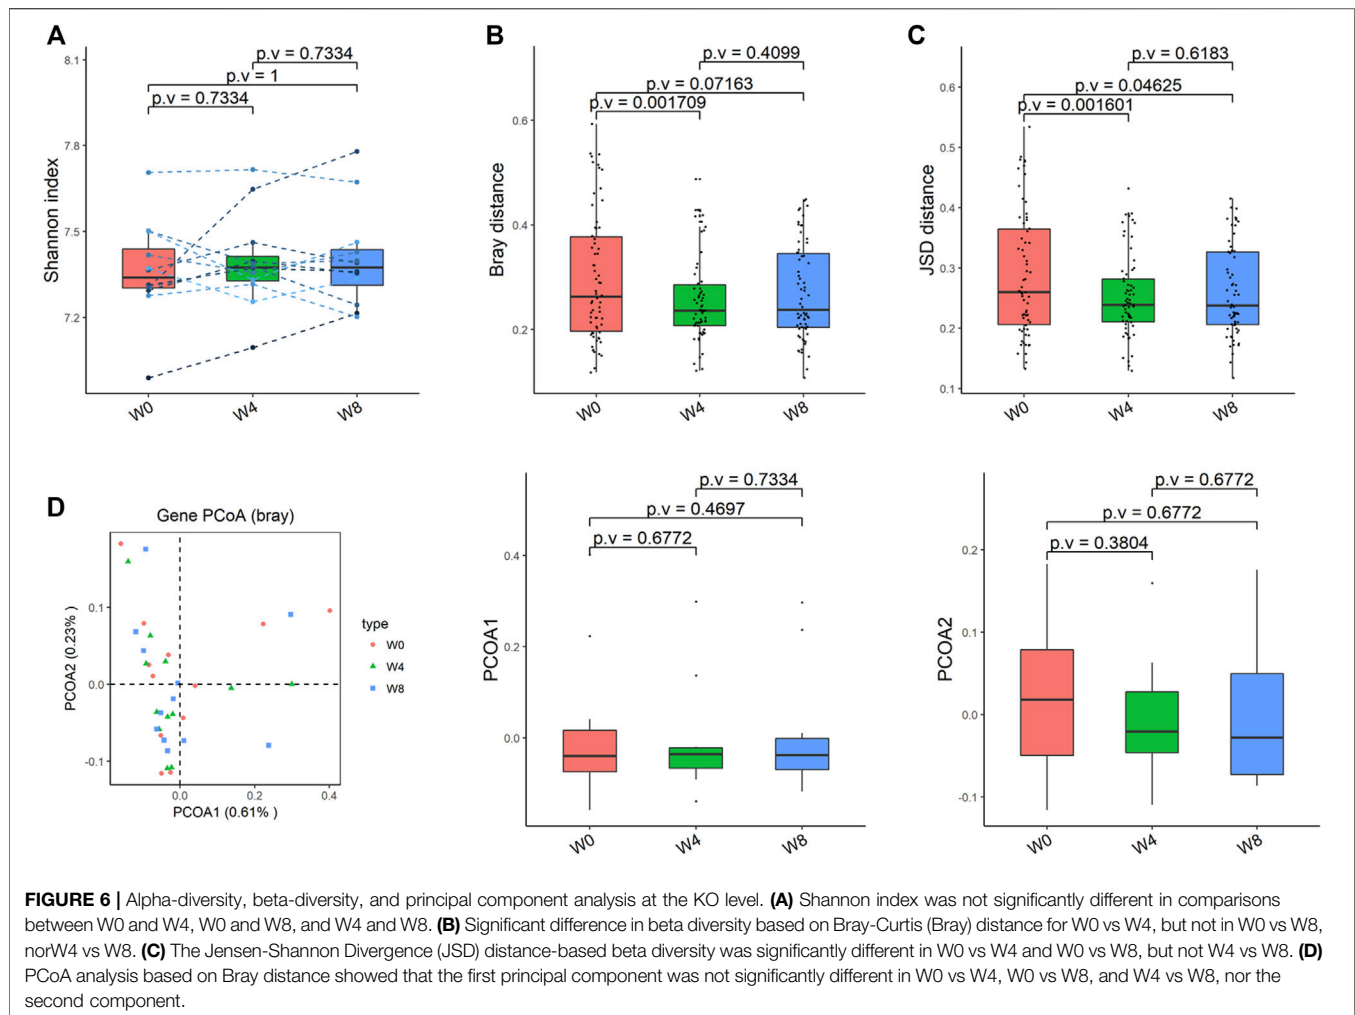 A
p.v = 0.7334
p.v = 1
p.v = 0.7334
8.1
7.8
7.5
7.2
Shannon index
W0
W4
W8
B
p.v = 0.4099
p.v = 0.07163
p.v = 0.001709
0.6
0.4
0.2
Bray distance
W0
W4
W8
C
p.v = 0.6183
p.v = 0.04625
p.v = 0.001601
0.6
0.5
0.4
0.3
0.2
0.1
JSD distance
W0
W4
W8
D
Gene PCoA (bray)
0.1
0.0
-0.1
PCOA2 (0.23% )
0.0
0.2
0.4
PCOA1 (0.61% )
type
W0
W4
W8
p.v = 0.7334
p.v = 0.4697
p.v = 0.6772
0.4
0.2
0.0
PCOA1
W0
W4
W8
p.v = 0.6772
p.v = 0.6772
p.v = 0.3804
0.2
0.1
0.0
-0.1
PCOA2
W0
W4
W8
FIGURE 6 | Alpha-diversity, beta-diversity, and principal component analysis at the KO level. (A) Shannon index was not significantly different in comparisons
between W0 and W4, W0 and W8, and W4 and W8. (B) Significant difference in beta diversity based on Bray-Curtis (Bray) distance for W0 vs W4, but not in W0 vs W8,
norW4 vs W8. (C) The Jensen-Shannon Divergence (JSD) distance-based beta diversity was significantly different in W0 vs W4 and W0 vs W8, but not W4 vs W8. (D)
PCoA analysis based on Bray distance showed that the first principal component was not significantly different in W0 vs W4, W0 vs W8, and W4 vs W8, nor the
second component.